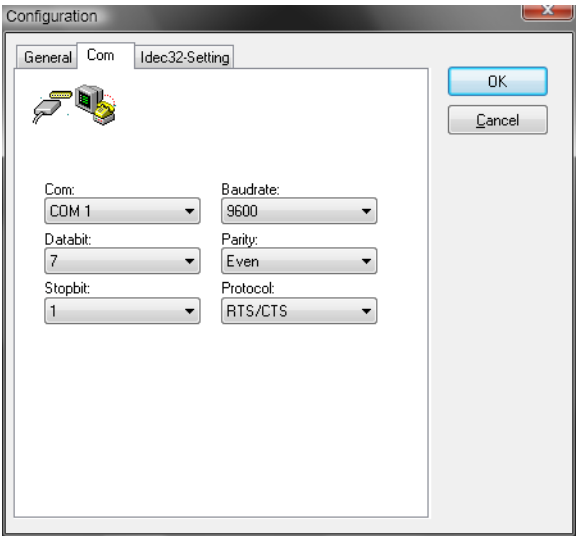 Configuration
General Com Idec32-Setting
OK
Cancel
Com: Baudrate:
COM 1 9600
Databit: Parity:
7 Even
Stopbit: Protocol:
1 RTS/CTS